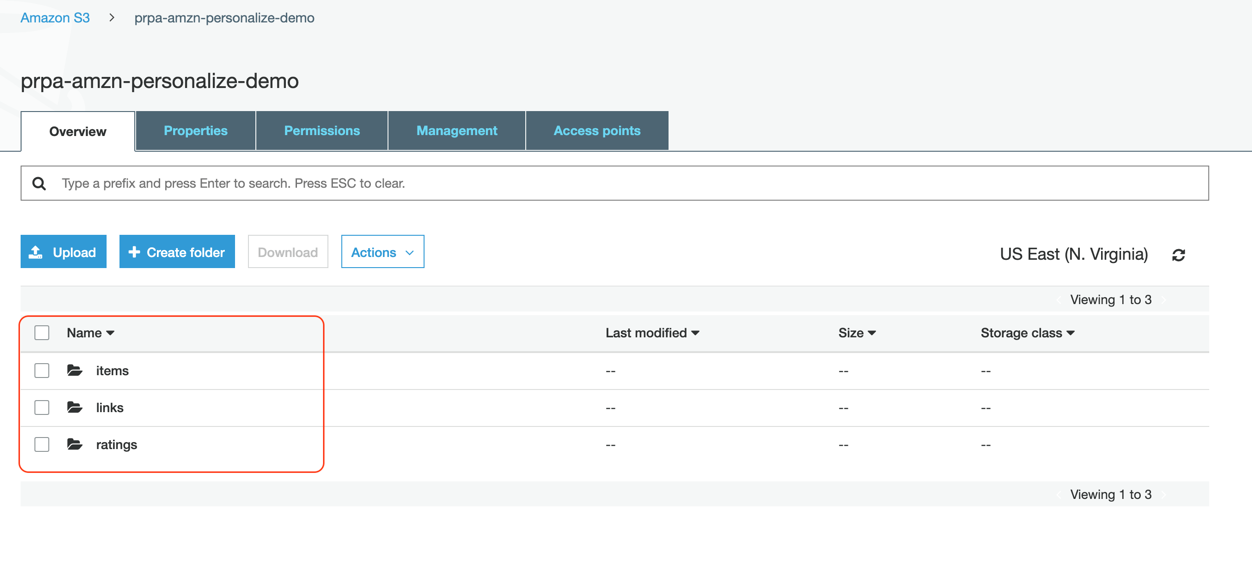 Amazon S3 > prpa-amzn-personalize-demo
prpa-amzn-personalize-demo
Overview Properties Permissions Management Access points
Type a prefix and press Enter to search. Press ESC to clear.
Upload + Create folder Download Actions
US East (N. Virginia)
Viewing 1 to 3
Name Last modified Size Storage class
items -- -- --
links -- -- --
ratings -- -- --
Viewing 1 to 3